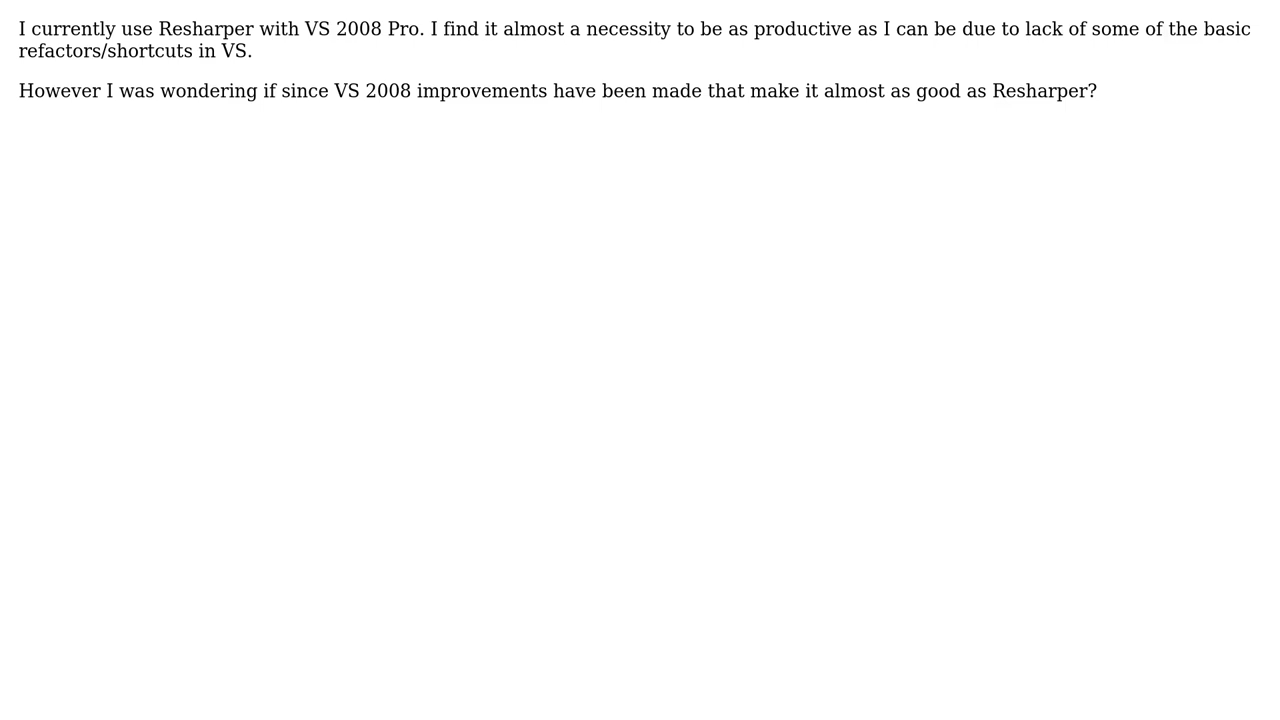 I currently use Resharper with VS 2008 Pro. I find it almost a necessity to be as productive as I can be due to lack of some of the basic
refactors/shortcuts in VS.
However I was wondering if since VS 2008 improvements have been made that make it almost as good as Resharper?